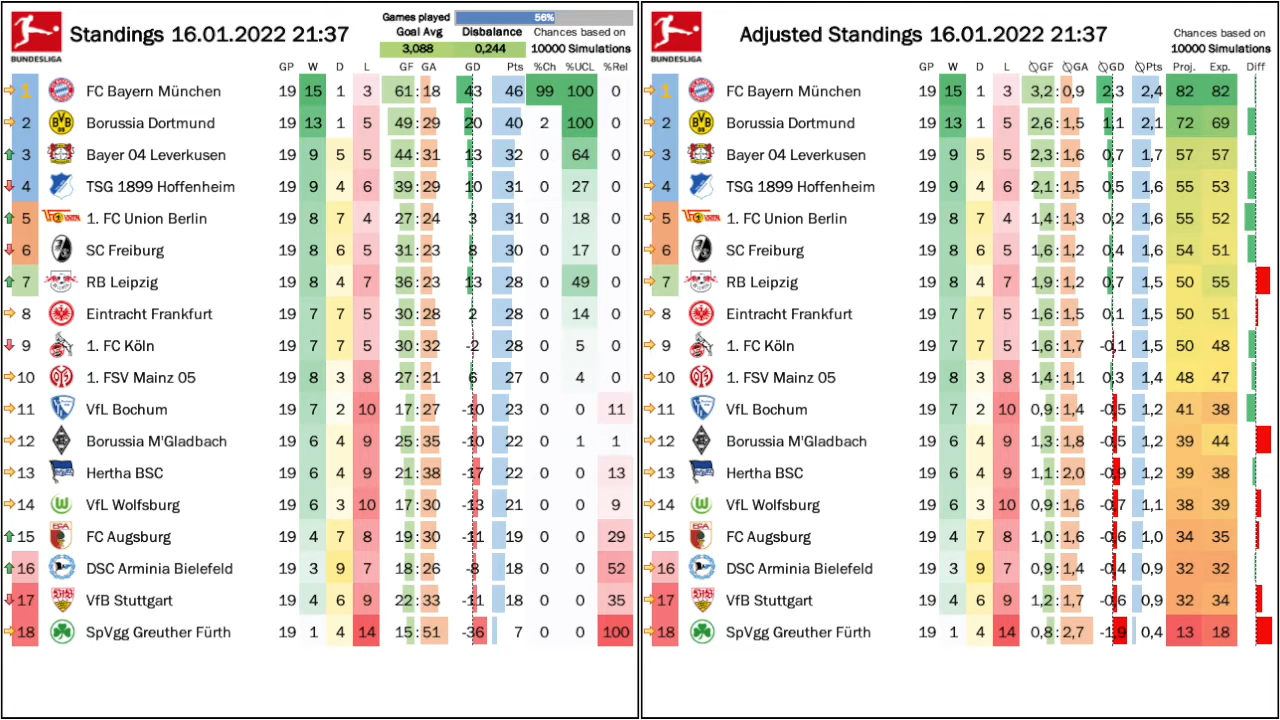 Games played 56%
BUNDESLIGA
Standings 16.01.2022 21:37
Goal Avg Disbalance Chances based on
3,088 0,244 10000 Simulations
GP W D L GF GA GD Pts %Ch %UCL %Rel
1 FC Bayern München 19 15 1 3 61:18 43 46 99 100 0
2 Borussia Dortmund 19 13 1 5 49:29 20 40 2 100 0
3 Bayer 04 Leverkusen 19 9 5 5 44:31 13 32 0 64 0
4 TSG 1899 Hoffenheim 19 9 4 6 39:29 10 31 0 27 0
5 1. FC Union Berlin 19 8 7 4 27:24 3 31 0 18 0
6 SC Freiburg 19 8 6 5 31:23 8 30 0 17 0
7 RB Leipzig 19 8 4 7 36:23 13 28 0 49 0
8 Eintracht Frankfurt 19 7 7 5 30:28 2 28 0 14 0
9 1. FC Köln 19 7 7 5 30:32 -2 28 0 5 0
10 1. FSV Mainz 05 19 8 3 8 27:21 6 27 0 4 0
11 VfL Bochum 19 7 2 10 17:27 -10 23 0 0 11
12 Borussia M'Gladbach 19 6 4 9 25:35 -10 22 0 1 1
13 Hertha BSC 19 6 4 9 21:38 -17 22 0 0 13
14 VfL Wolfsburg 19 6 3 10 17:30 -13 21 0 0 9
15 FC Augsburg 19 4 7 8 19:30 -11 19 0 0 29
16 DSC Arminia Bielefeld 19 3 9 7 18:26 -8 18 0 0 52
17 VfB Stuttgart 19 4 6 9 22:33 -11 18 0 0 35
18 SpVgg Greuther Fürth 19 1 4 14 15:51 -36 7 0 0 100
BUNDESLIGA
Adjusted Standings 16.01.2022 21:37
Chances based on
10000 Simulations
GP W D L ∅GF ∅GA ∅GD ∅Pts Proj. Exp. Diff
1 FC Bayern München 19 15 1 3 3,2:0,9 2,3 2,4 82 82
2 Borussia Dortmund 19 13 1 5 2,6:1,5 1,1 2,1 72 69
3 Bayer 04 Leverkusen 19 9 5 5 2,3:1,6 0,7 1,7 57 57
4 TSG 1899 Hoffenheim 19 9 4 6 2,1:1,5 0,5 1,6 55 53
5 1. FC Union Berlin 19 8 7 4 1,4:1,3 0,2 1,6 55 52
6 SC Freiburg 19 8 6 5 1,6:1,2 0,4 1,6 54 51
7 RB Leipzig 19 8 4 7 1,9:1,2 0,7 1,5 50 55
8 Eintracht Frankfurt 19 7 7 5 1,6:1,5 0,1 1,5 50 51
9 1. FC Köln 19 7 7 5 1,6:1,7 -0,1 1,5 50 48
10 1. FSV Mainz 05 19 8 3 8 1,4:1,1 0,3 1,4 48 47
11 VfL Bochum 19 7 2 10 0,9:1,4 -0,5 1,2 41 38
12 Borussia M'Gladbach 19 6 4 9 1,3:1,8 -0,5 1,2 39 44
13 Hertha BSC 19 6 4 9 1,1:2,0 -0,9 1,2 39 38
14 VfL Wolfsburg 19 6 3 10 0,9:1,6 -0,7 1,1 38 39
15 FC Augsburg 19 4 7 8 1,0:1,6 -0,6 1,0 34 35
16 DSC Arminia Bielefeld 19 3 9 7 0,9:1,4 -0,4 0,9 32 32
17 VfB Stuttgart 19 4 6 9 1,2:1,7 -0,6 0,9 32 34
18 SpVgg Greuther Fürth 19 1 4 14 0,8:2,7 -1,9 0,4 13 18